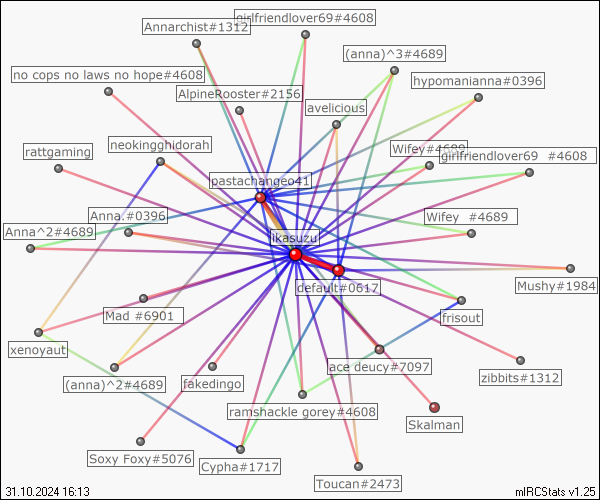 girlfriendlover69#4608
Annarchist#1312
(anna)^3#4689
no cops no laws no hope#4608
hypomanianna#0396
AlpineRooster#2156
avelicious
neokingghidorah
rattgaming
Wifey#4689
girlfriendlover69 #4608
pastachangeo41
Anna.#0396
Wifey #4689
Anna^2#4689
ikasuzu
default#0617
Mushy#1984
Mad #6901
frisout
xenoyaut
ace deucy#7097
zibbits#1312
(anna)^2#4689
fakedingo
ramshackle gorey#4608
Skalman
Soxy Foxy#5076
Cypha#1717
Toucan#2473
31.10.2024 16:13
mIRCStats v1.25